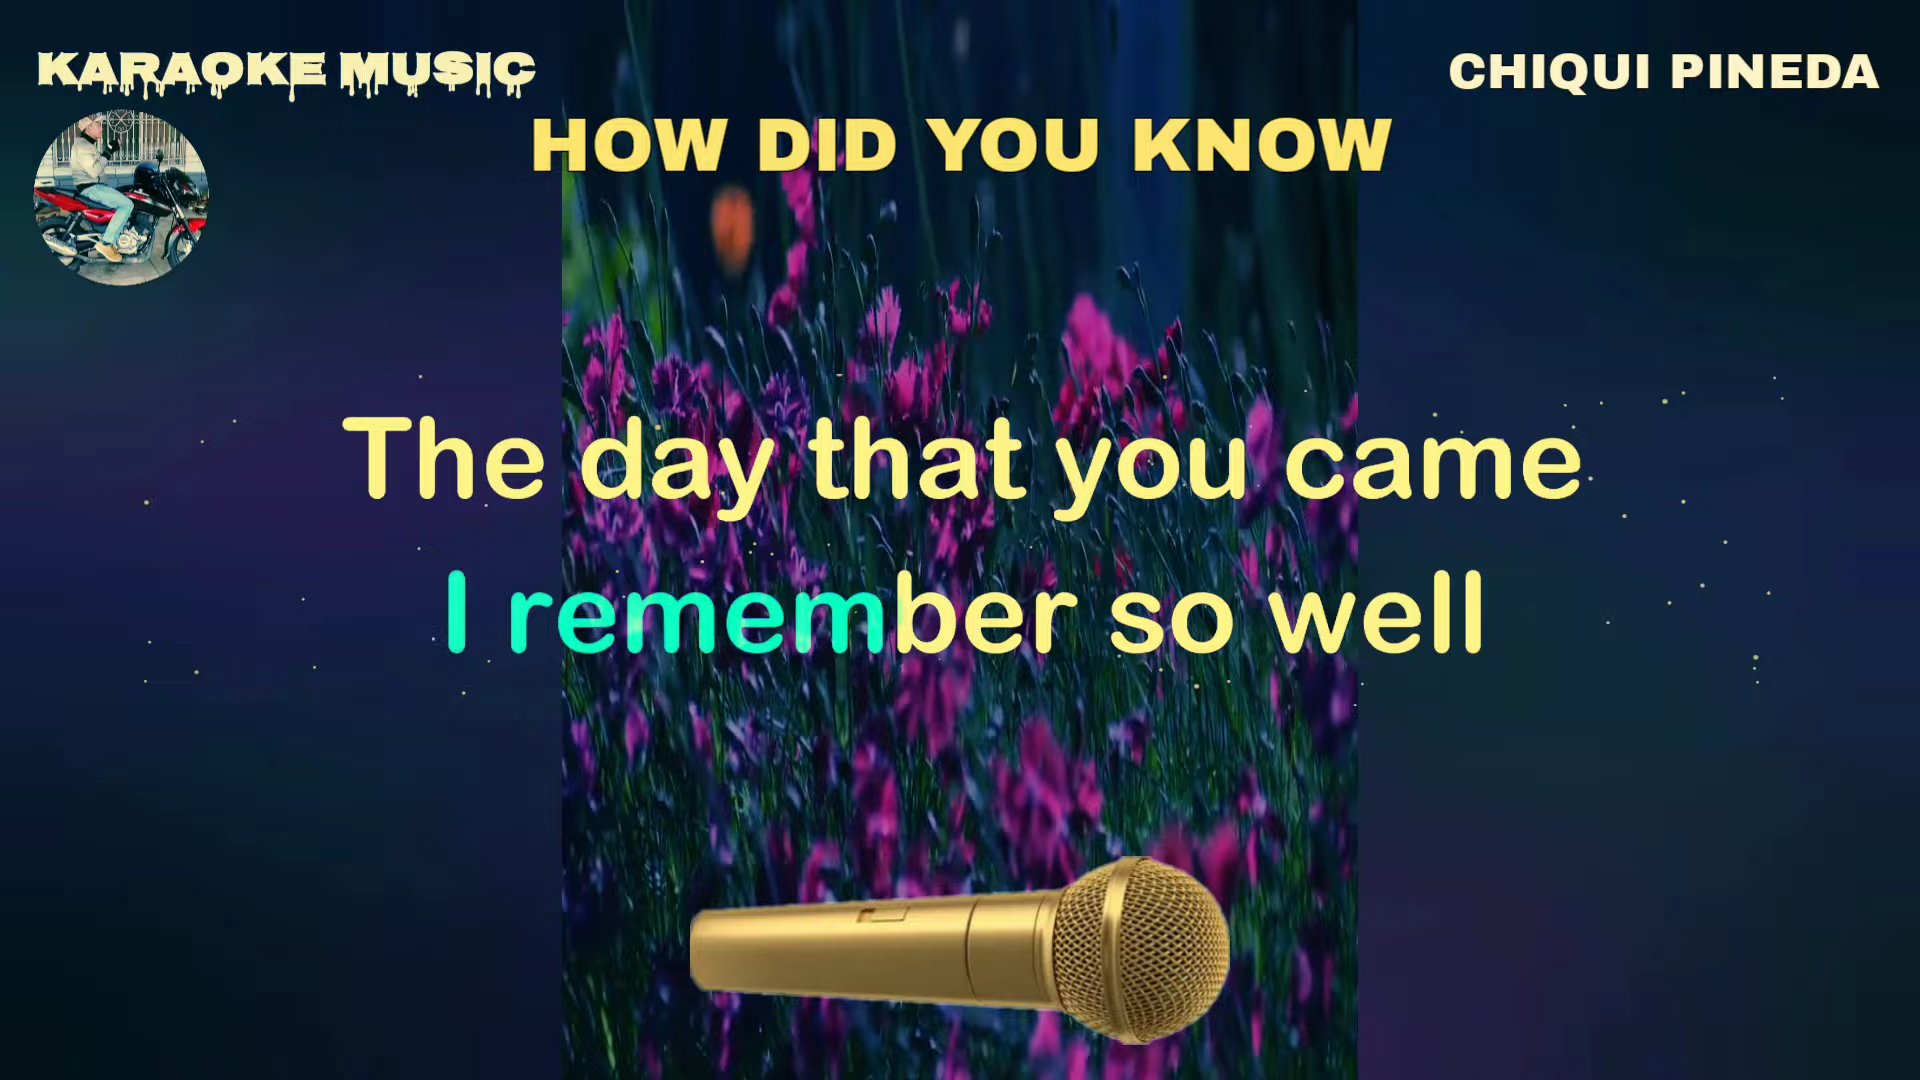 KARAOKE MUSIC
CHIQUI PINEDA
HOW DID YOU KNOW
The day that you came
I remember so well